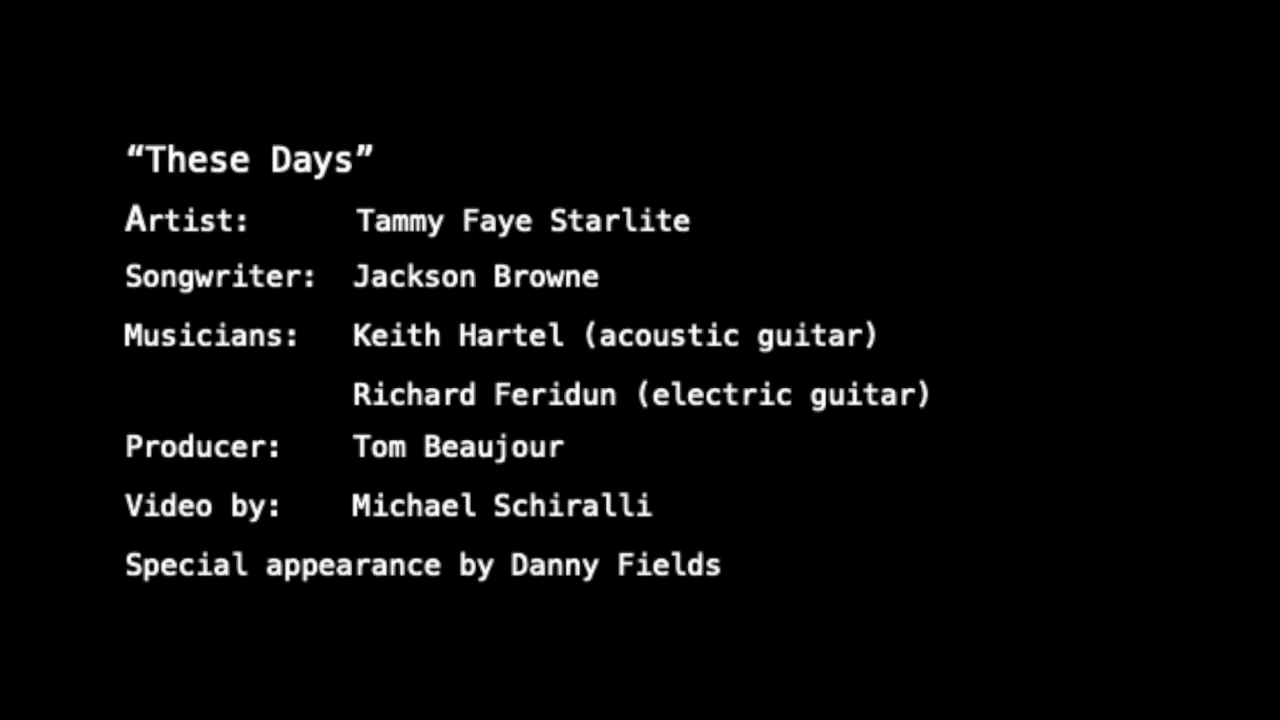 “These Days”
Artist: Tammy Faye Starlite
Songwriter: Jackson Browne
Musicians: Keith Hartel (acoustic guitar)
Richard Feridun (electric guitar)
Producer: Tom Beaujour
Video by: Michael Schiralli
Special appearance by Danny Fields